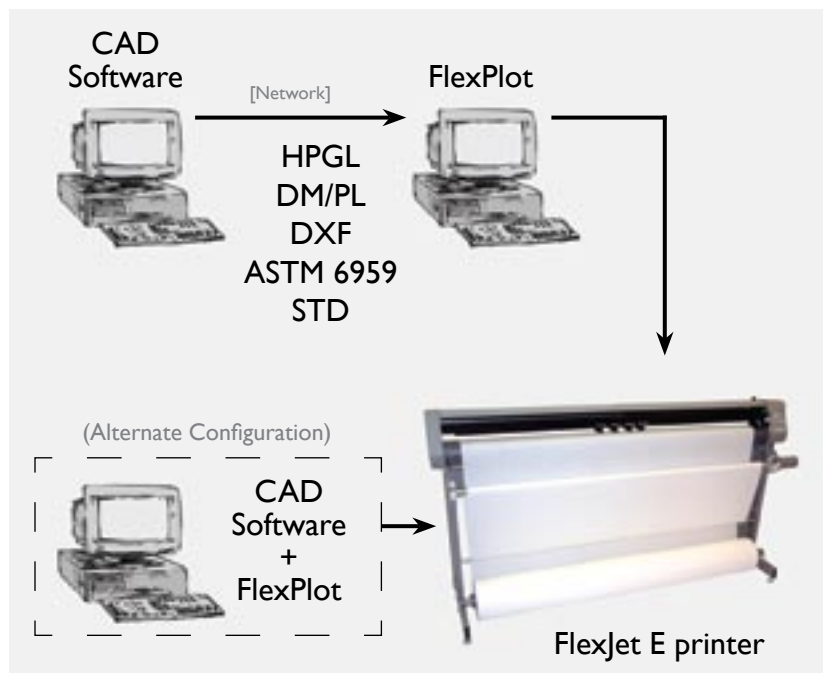 CAD
Software
[Network]
FlexPlot
HPGL
DM/PL
DXF
ASTM 6959
STD
(Alternate Configuration)
CAD
Software
+
FlexPlot
FlexJet E printer